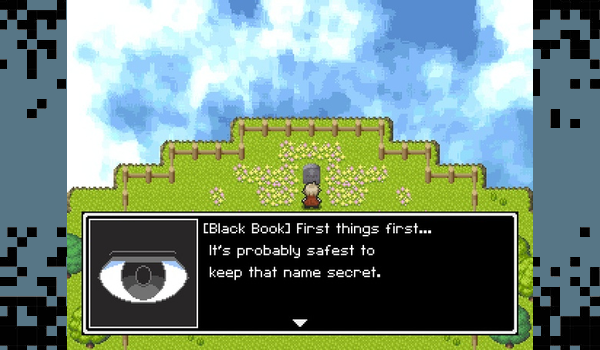 [Black Book] First things first...
It's probably safest to
keep that name secret.